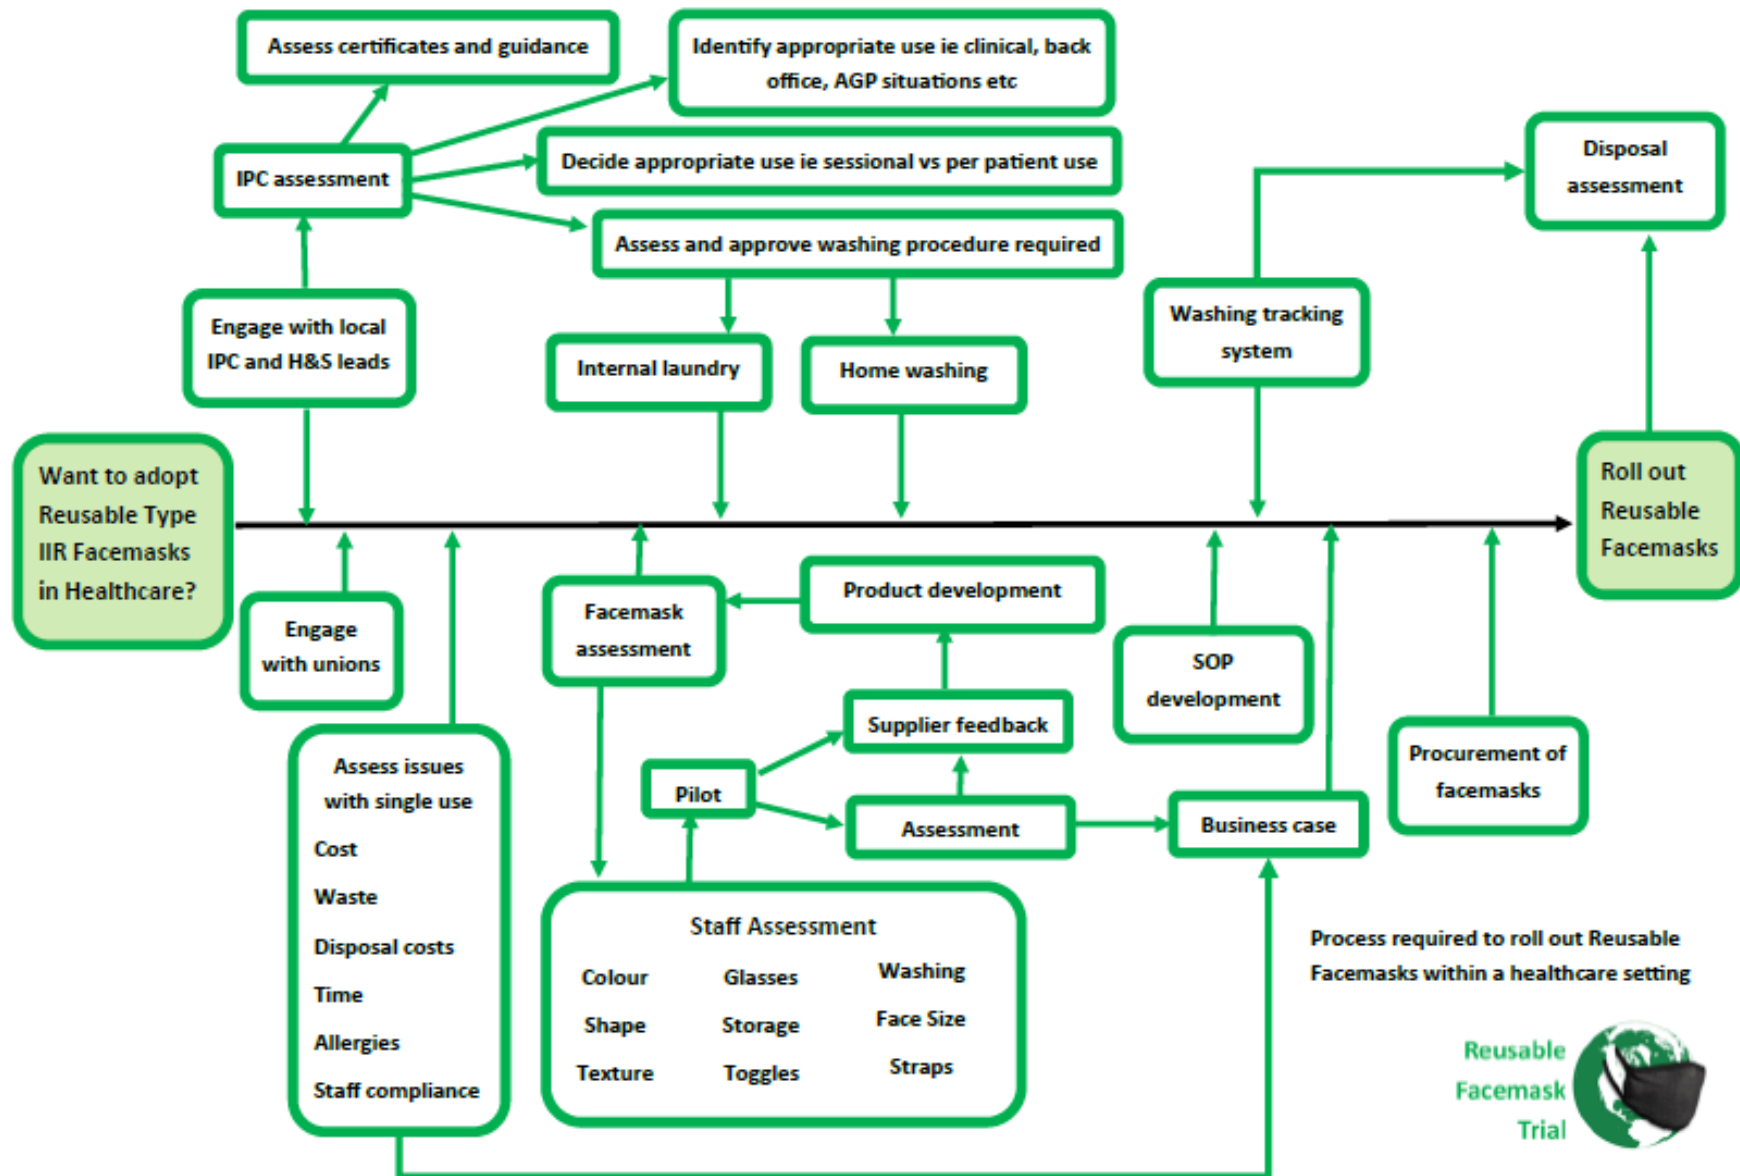 Assess certificates and guidance
Identify appropriate use ie clinical, back
office, AGP situations etc
IPC assessment
Decide appropriate use ie sessional vs per patient use
Disposal
assessment
Assess and approve washing procedure required
Engage with local
IPC and H&S leads
Internal laundry
Home washing
Washing tracking
system
Want to adopt
Reusable Type
IIR Facemasks
in Healthcare?
Roll out
Reusable
Facemasks
Engage
with unions
Facemask
assessment
Product development
SOP
development
Supplier feedback
Procurement of
facemasks
Pilot
Assessment
Business case
Assess issues
with single use
Cost
Waste
Disposal costs
Time
Allergies
Staff compliance
Staff Assessment
Colour
Glasses
Washing
Shape
Storage
Face Size
Texture
Toggles
Straps
Process required to roll out Reusable
Facemasks within a healthcare setting
Reusable
Facemask
Trial